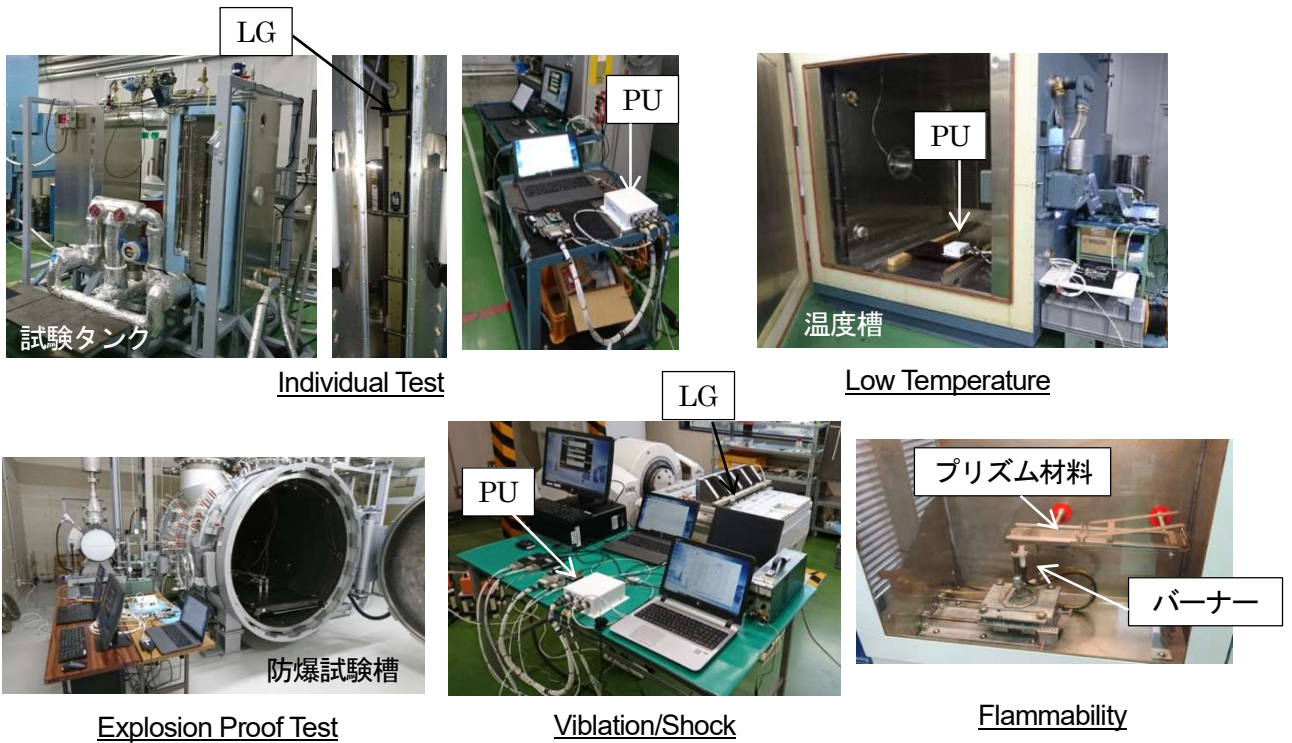 LG
PU
PU
試験タンク
温度槽
Individual Test
Low Temperature
LG
PU
プリズム材料
バーナー
防爆試験槽
Explosion Proof Test
Viblation/Shock
Flammability